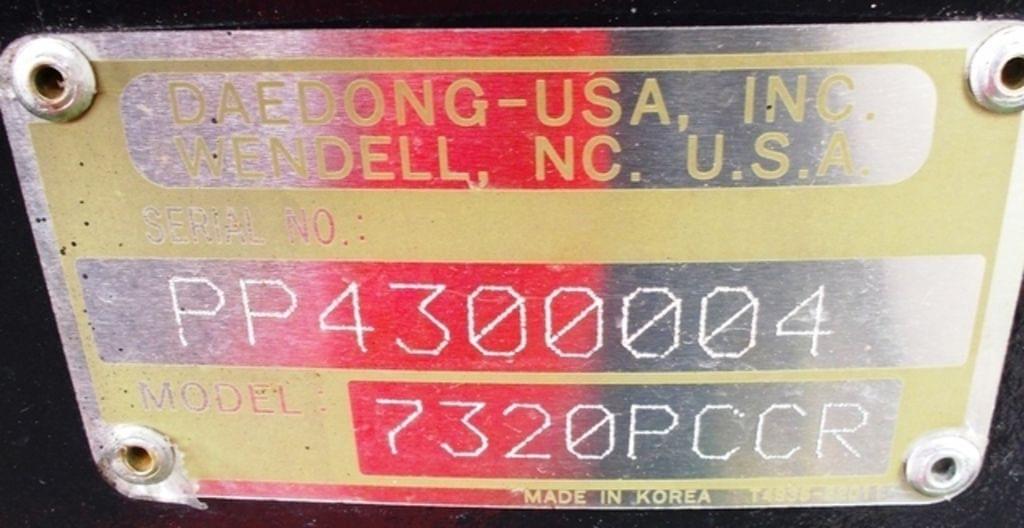 DAEDONG-USA, INC.
WENDELL, NC. U.S.A.
SERIAL NO.:
PP4300004
MODEL:
7320PCCR
MADE IN KOREA